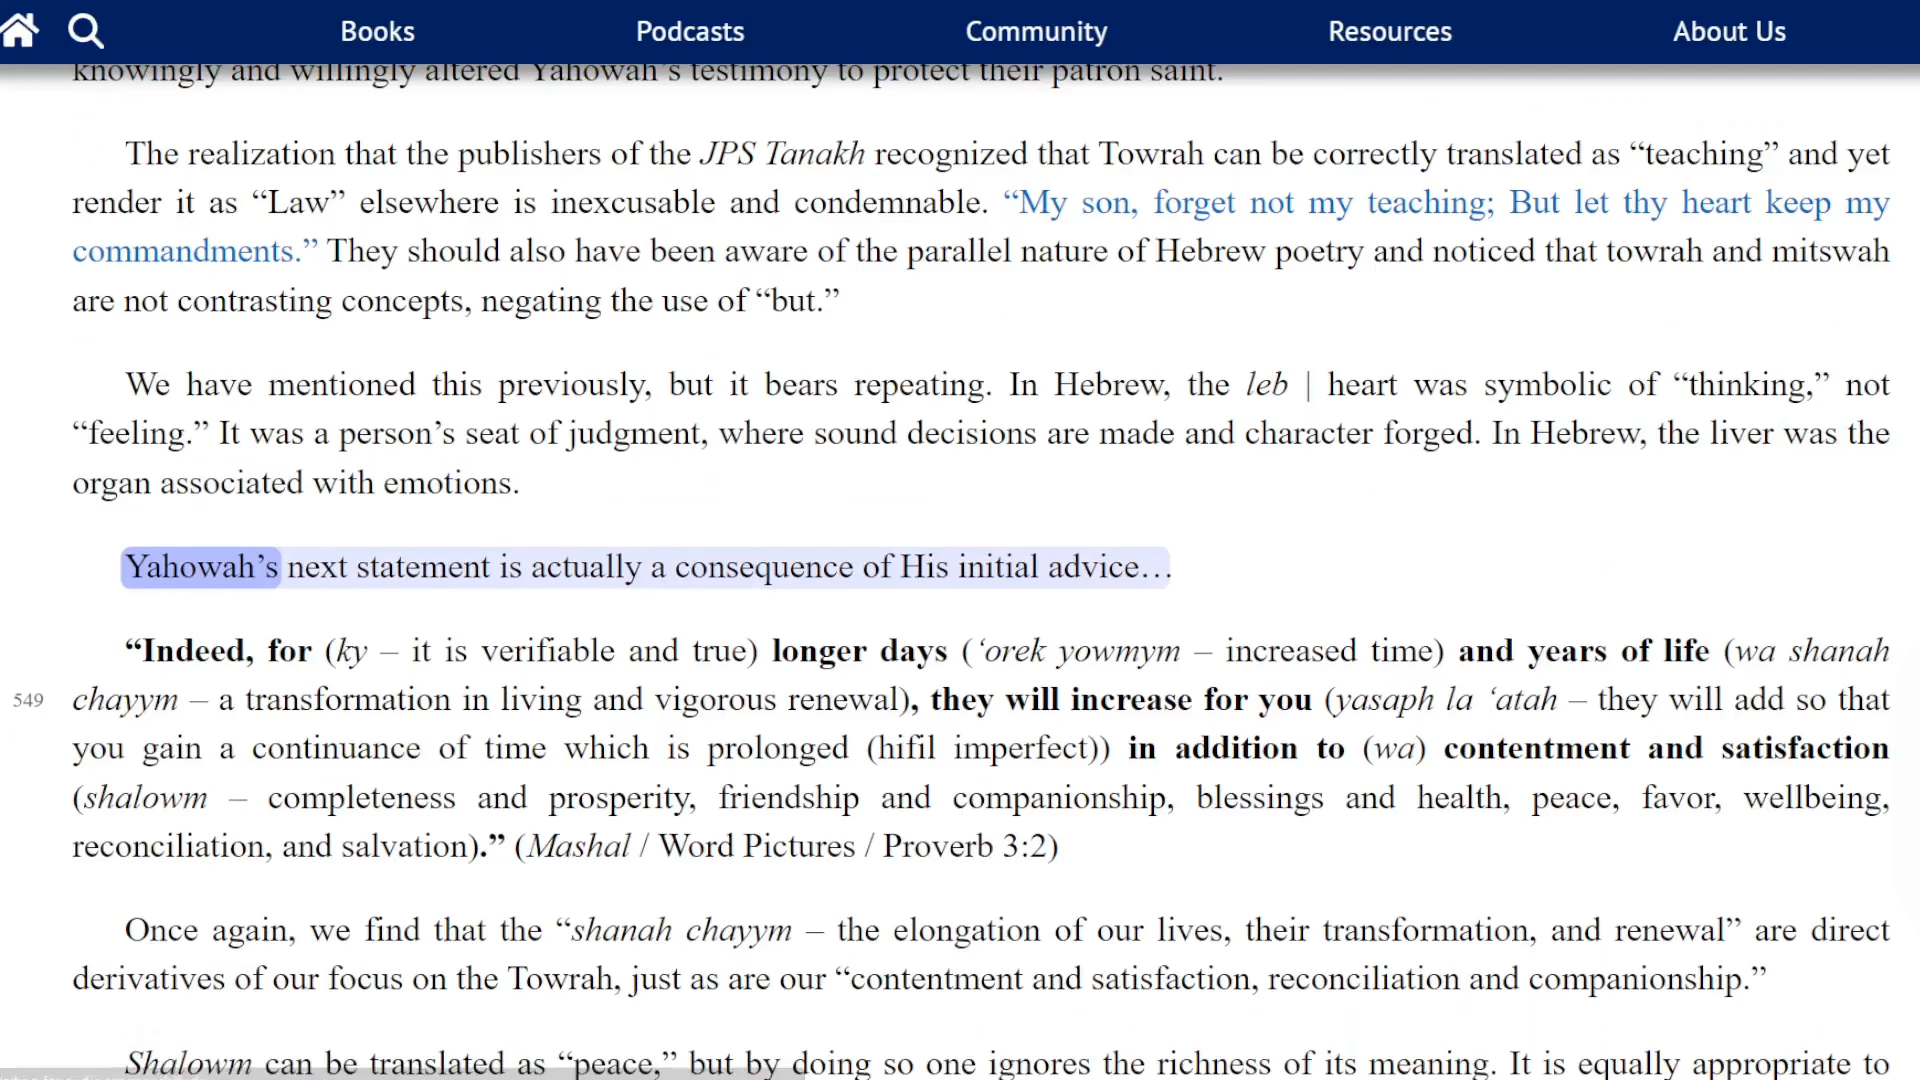 Books Podcasts Community Resources About Us
knowingly and willingly altered Yahowah’s testimony to protect their patron saint.
The realization that the publishers of the JPS Tanakh recognized that Towrah can be correctly translated as “teaching” and yet
render it as “Law” elsewhere is inexcusable and condemnable. “My son, forget not my teaching; But let thy heart keep my
commandments.” They should also have been aware of the parallel nature of Hebrew poetry and noticed that towrah and mitswah
are not contrasting concepts, negating the use of “but.”
We have mentioned this previously, but it bears repeating. In Hebrew, the leb | heart was symbolic of “thinking,” not
“feeling.” It was a person’s seat of judgment, where sound decisions are made and character forged. In Hebrew, the liver was the
organ associated with emotions.
Yahowah’s next statement is actually a consequence of His initial advice…
“Indeed, for (ky – it is verifiable and true) longer days (‘orek yowmym – increased time) and years of life (wa shanah
549 chayym – a transformation in living and vigorous renewal), they will increase for you (yasaph la ‘atah – they will add so that
you gain a continuance of time which is prolonged (hifil imperfect)) in addition to (wa) contentment and satisfaction
(shalowm – completeness and prosperity, friendship and companionship, blessings and health, peace, favor, wellbeing,
reconciliation, and salvation).” (Mashal / Word Pictures / Proverb 3:2)
Once again, we find that the “shanah chayym – the elongation of our lives, their transformation, and renewal” are direct
derivatives of our focus on the Towrah, just as are our “contentment and satisfaction, reconciliation and companionship.”
Shalowm can be translated as “peace,” but by doing so one ignores the richness of its meaning. It is equally appropriate to